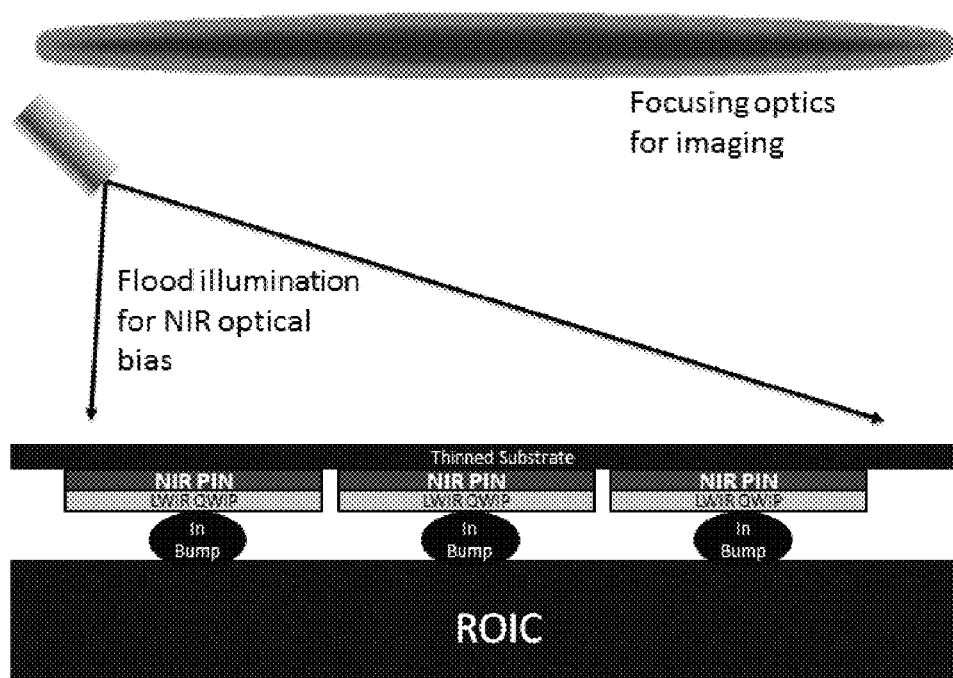 Focusing optics
for imaging
Flood illumination
for NIR optical
bias
Thinned Substrate
NIR PIN
NIR PIN
NIR PIN
LWIR QWIP
LWIR QWIP
LWIR QWIP
In
Bump
In
Bump
In
Bump
ROIC